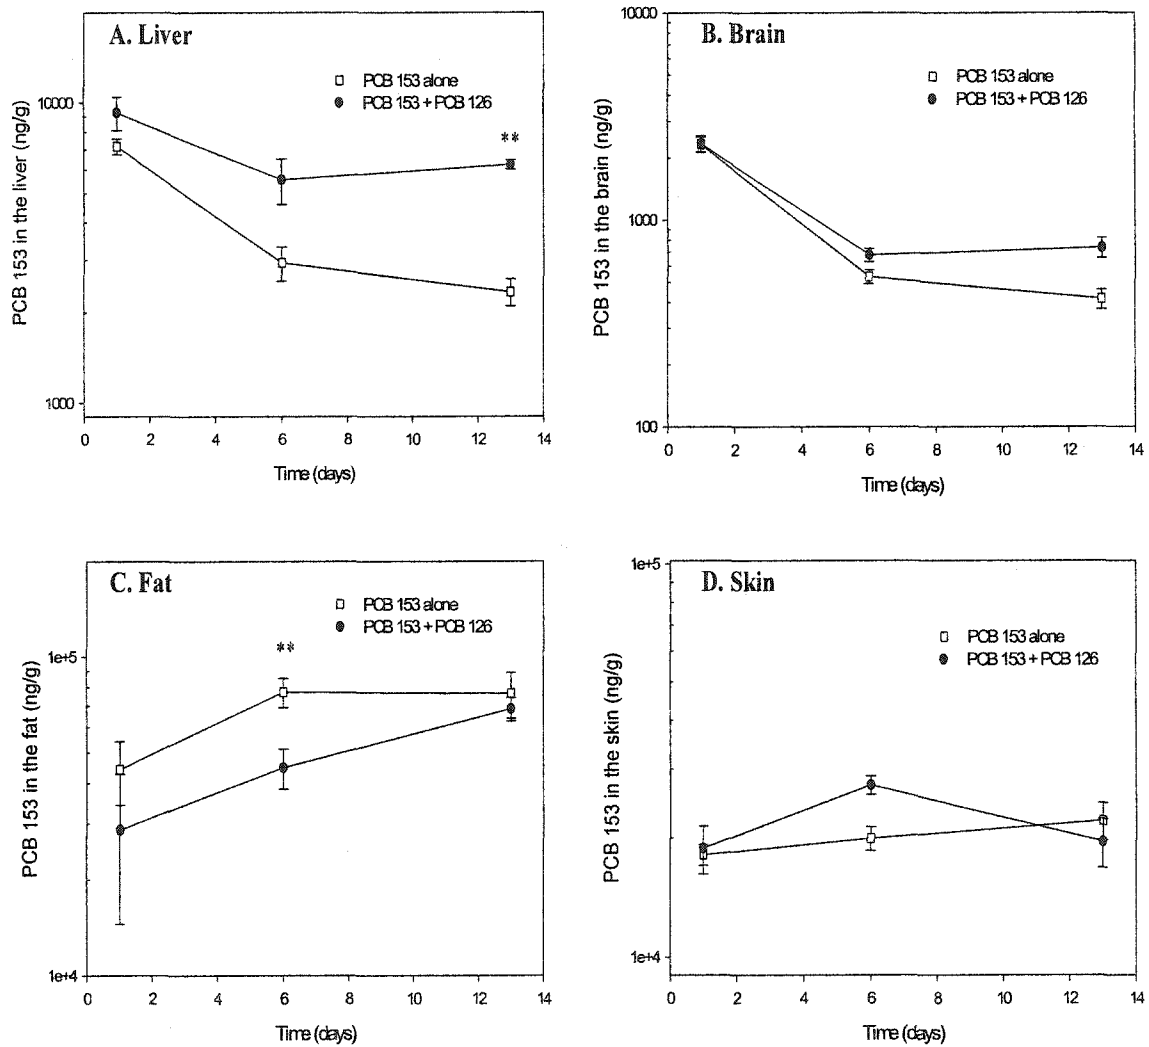 A. Liver
PCB 153 alone
PCB 153 + PCB 126
**
10000
1000
PCB 153 in the liver (ng/g)
0 2 4 6 8 10 12 14
Time (days)
B. Brain
PCB 153 alone
PCB 153 + PCB 126
10000
1000
100
PCB 153 in the brain (ng/g)
0 2 4 6 8 10 12 14
Time (days)
C. Fat
PCB 153 alone
PCB 153 + PCB 126
**
1e+5
1e+4
PCB 153 in the fat (ng/g)
0 2 4 6 8 10 12 14
Time (days)
D. Skin
PCB 153 alone
PCB 153 + PCB 126
1e+5
1e+4
PCB 153 in the skin (ng/g)
0 2 4 6 8 10 12 14
Time (days)